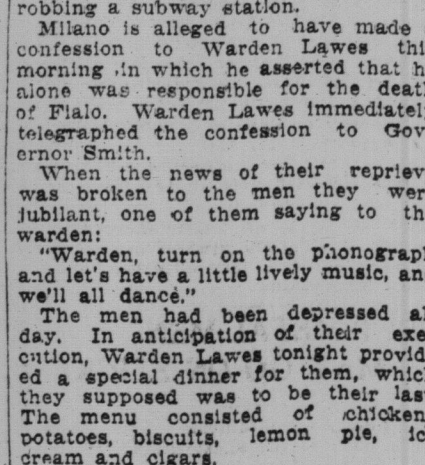 robbing a subway station.
Milano is alleged to have made
confession to Warden Lawes thi
morning in which he asserted that h
alone was responsible for the deat
of Fialo. Warden Lawes immediatel
telegraphed the confession to Gov-
ernor Smith.
When the news of their repriev
was broken to the men they wer
jubilant, one of them saying to th
warden:
"Warden, turn on the phonograp
and let's have a little lively music, an
we'll all dance."
The men had been depressed al
day. In anticipation of their exe
cution, Warden Lawes tonight provid
ed a special dinner for them, whic
they supposed was to be their las
The menu consisted of chicken
potatoes, biscuits, lemon pie, ic
cream and cigars.